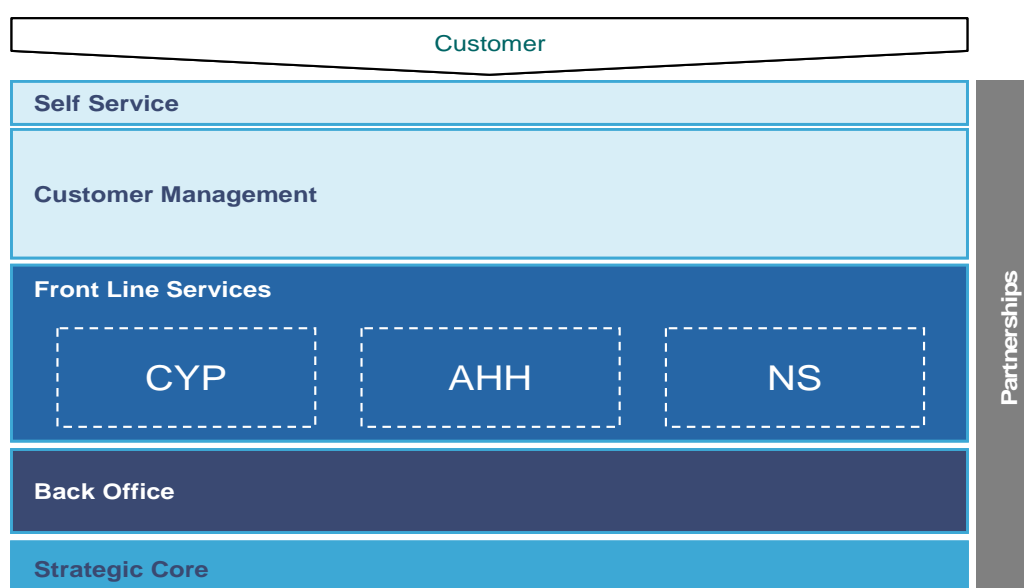 Customer
Self Service
Customer Management
Front Line Services
CYP
AHH
NS
Back Office
Strategic Core
Partnerships